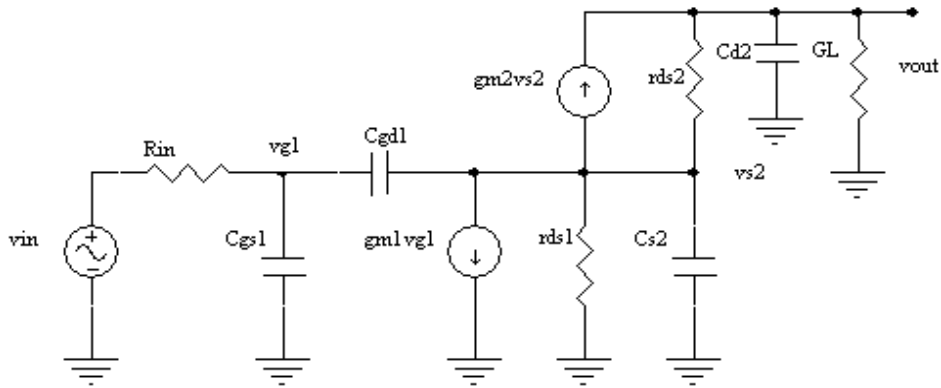 Cd2
GL
gm2vs2
rds2
vout
Cgd1
vg1
Rin
vs2
vin
Cgs1
gm1vg1
rds1
Cs2